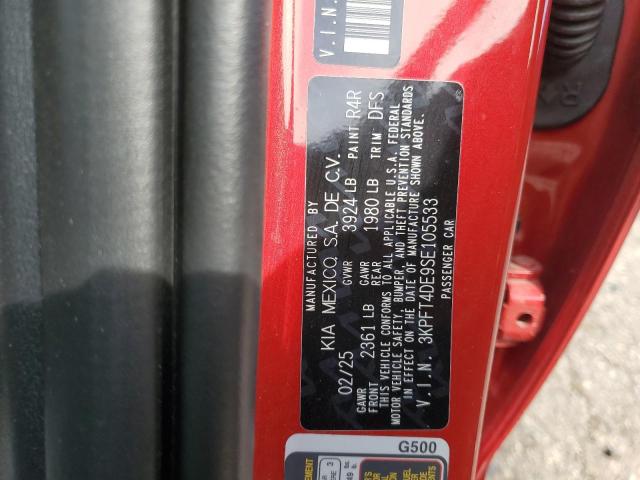 MANUFACTURED BY
KIA MEXICO, S.A. DE C.V.
02/25 GVWR 3924 LB PAINT R4R
GAWR FRONT 2361 LB GAWR REAR 1980 LB TRIM DFS
THIS VEHICLE CONFORMS TO ALL APPLICABLE U.S.A. FEDERAL
MOTOR VEHICLE SAFETY, BUMPER, AND THEFT PREVENTION STANDARDS
IN EFFECT ON THE DATE OF MANUFACTURE SHOWN ABOVE.
V.I.N. 3KPFT4DE9SE105533
PASSENGER CAR
V.I.N.
G500